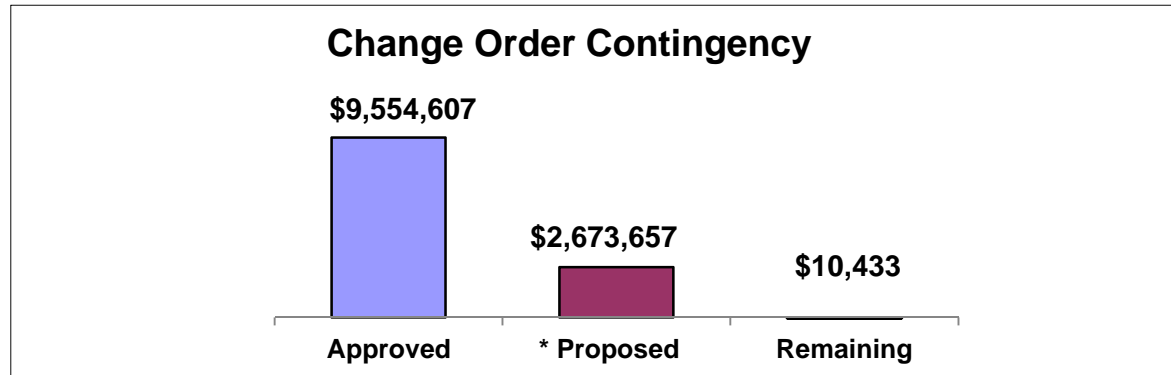 Change Order Contingency
$9,554,607
$2,673,657
$10,433
Approved
* Proposed
Remaining